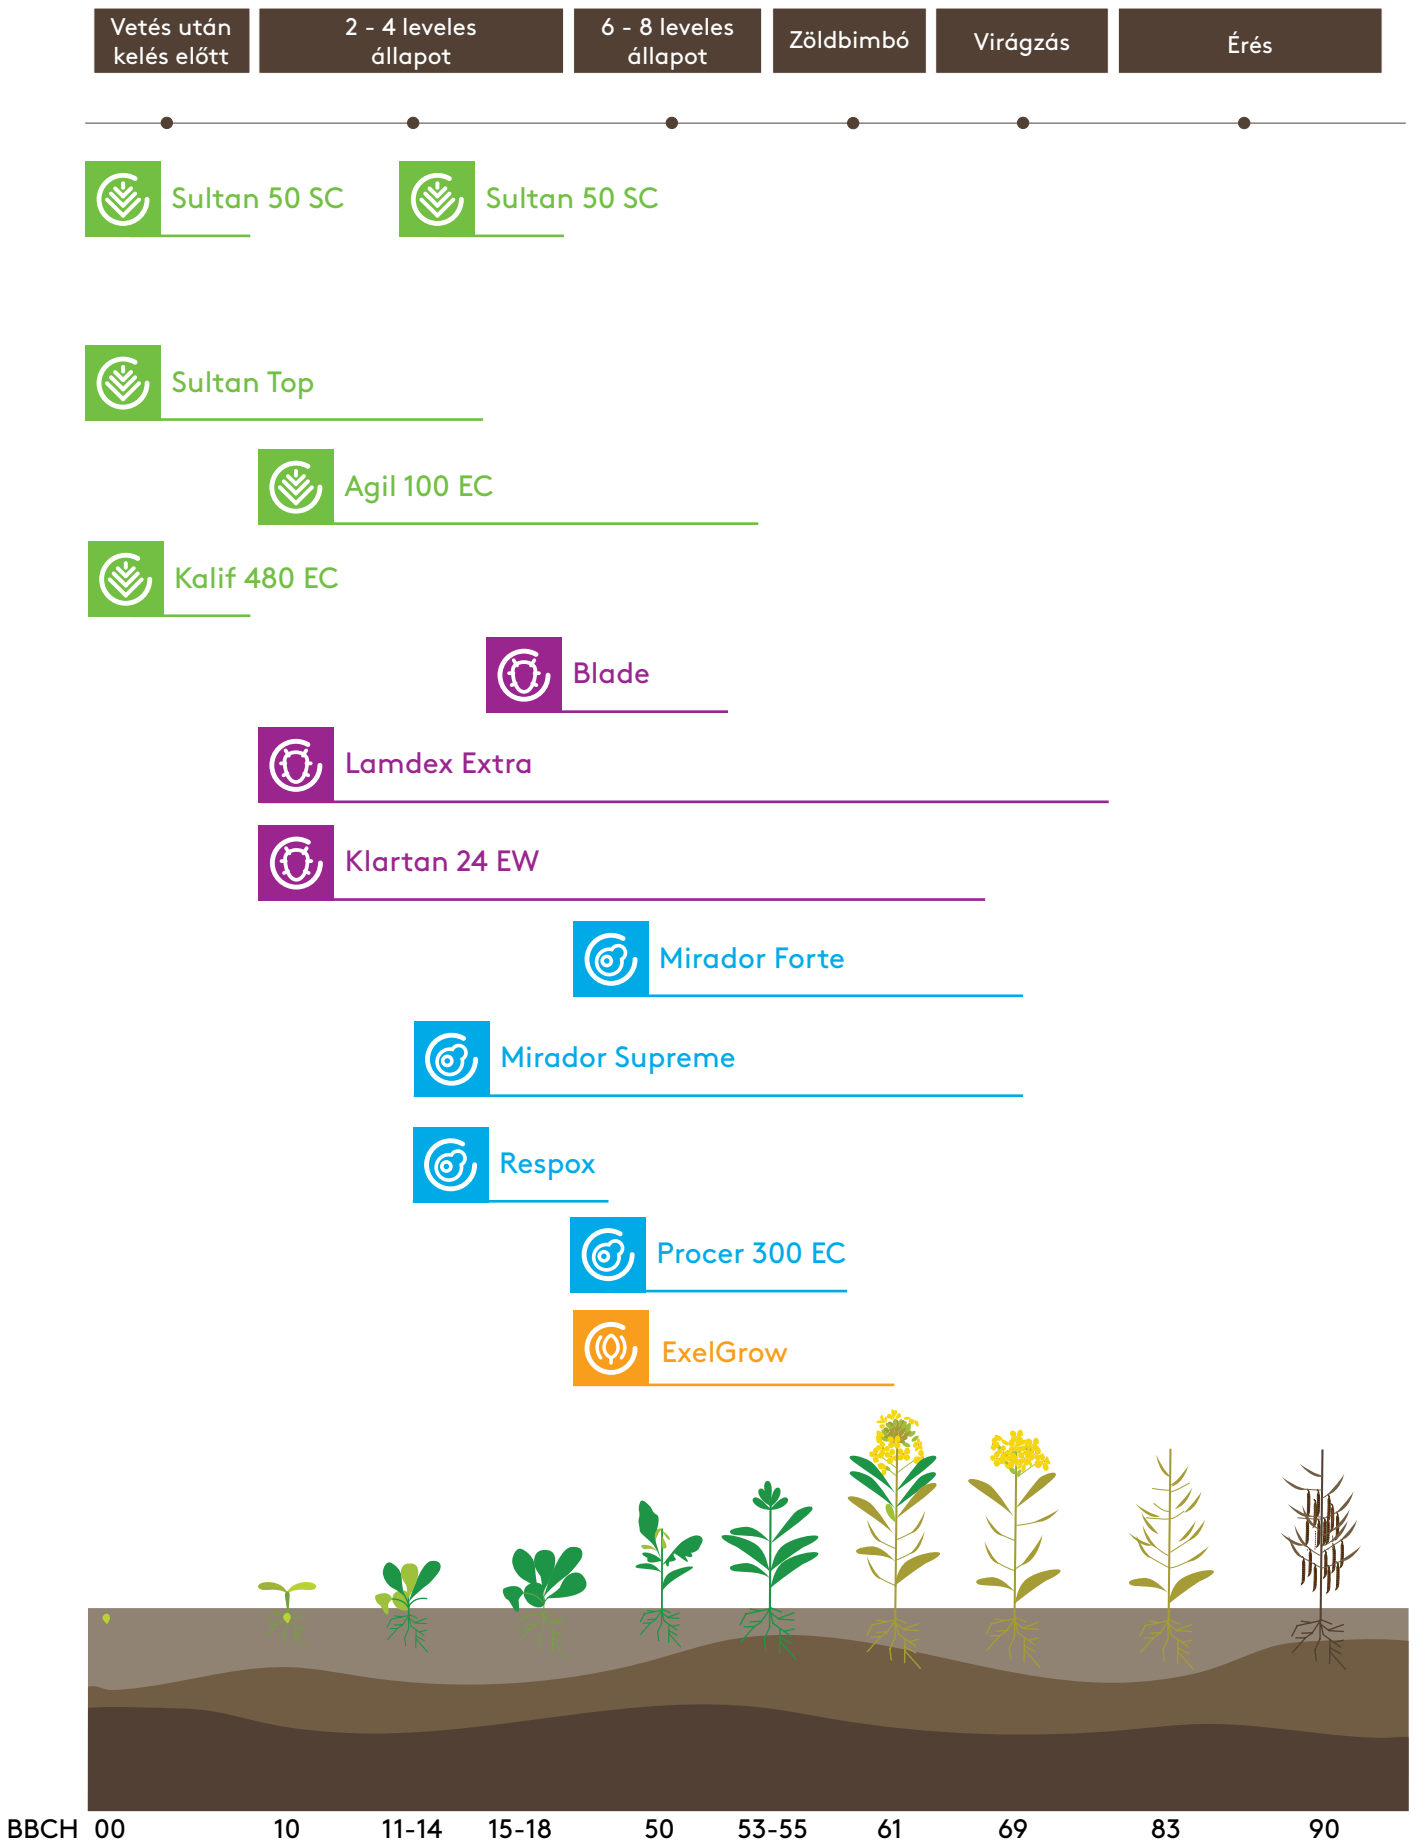 Vetés után
kelés előtt
2 - 4 leveles
állapot
6 - 8 leveles
állapot
Zöldbimbó
Virágzás
Érés
Sultan 50 SC
Sultan 50 SC
Sultan Top
Agil 100 EC
Kalif 480 EC
Blade
Lamdex Extra
Klartan 24 EW
Mirador Forte
Mirador Supreme
Respox
Procer 300 EC
ExelGrow
BBCH 00 10 11-14 15-18 50 53-55 61 69 83 90